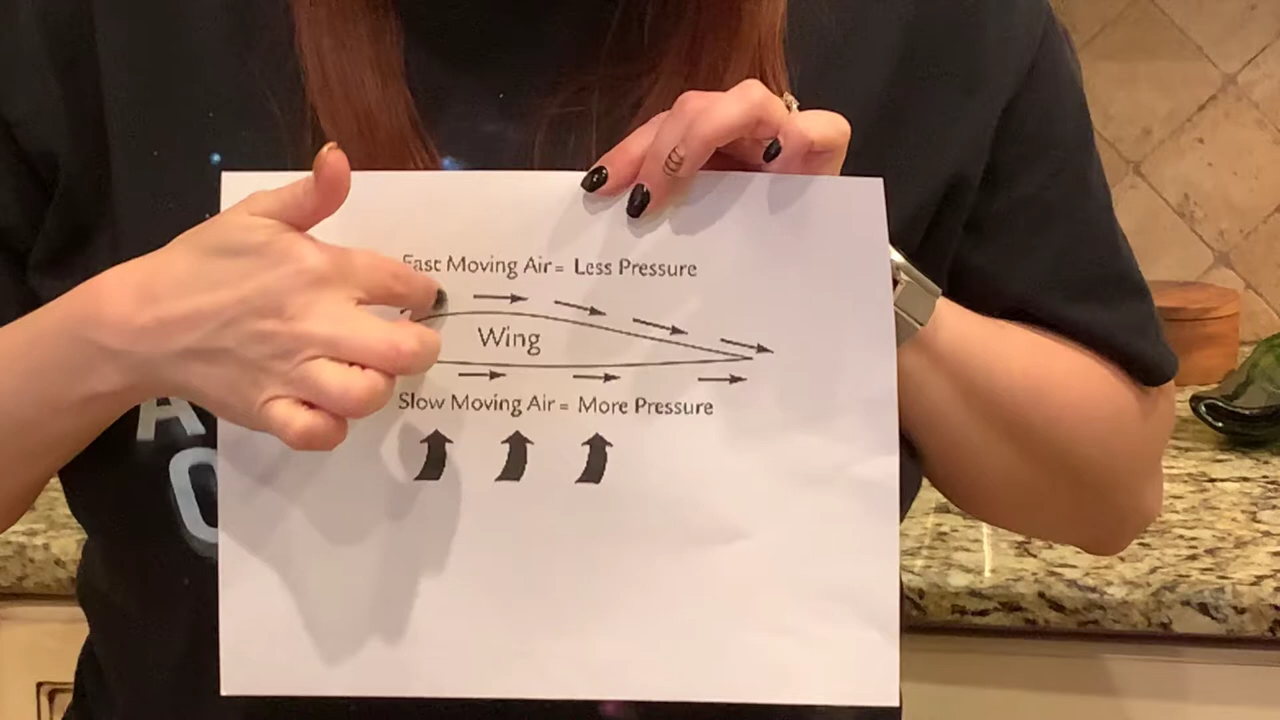 Fast Moving Air= Less Pressure
Wing
Slow Moving Air= More Pressure